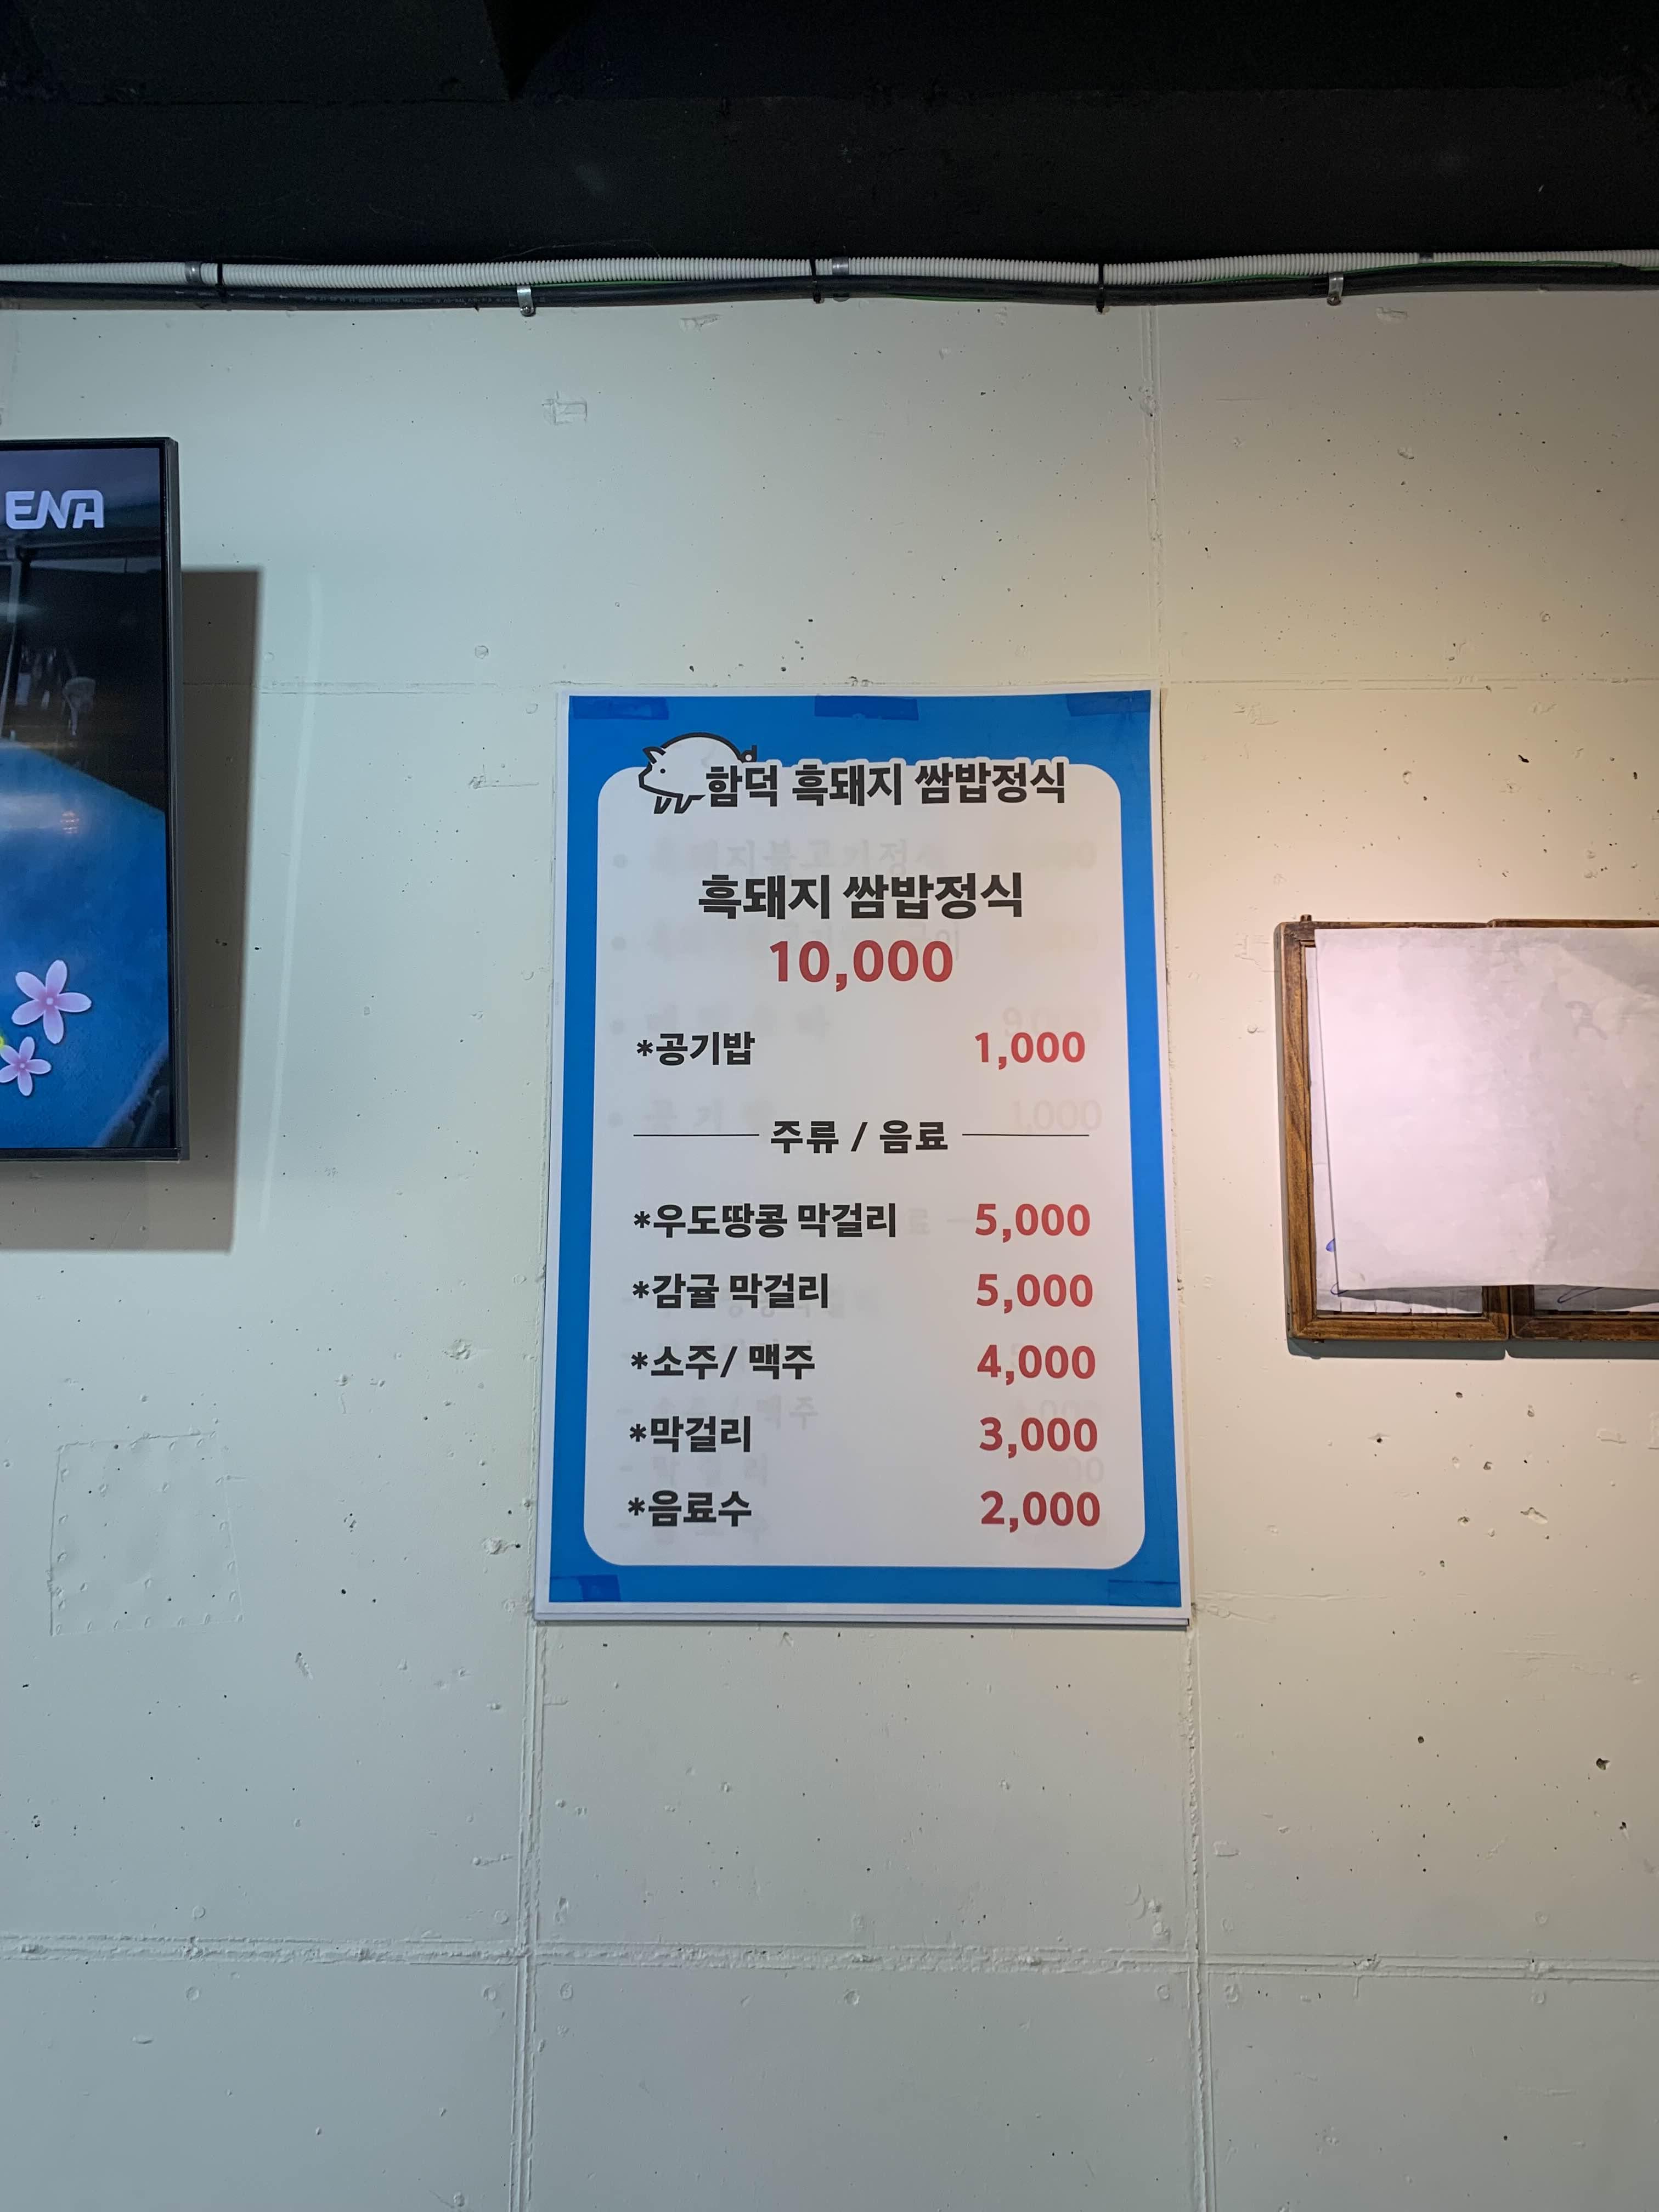 ENA
함덕 흑돼지 쌈밥정식
흑돼지 쌈밥정식
10,000
*공기밥 1,000
주류 / 음료
*우도땅콩 막걸리 5,000
*감귤 막걸리 5,000
*소주/ 맥주 4,000
*막걸리 3,000
*음료수 2,000